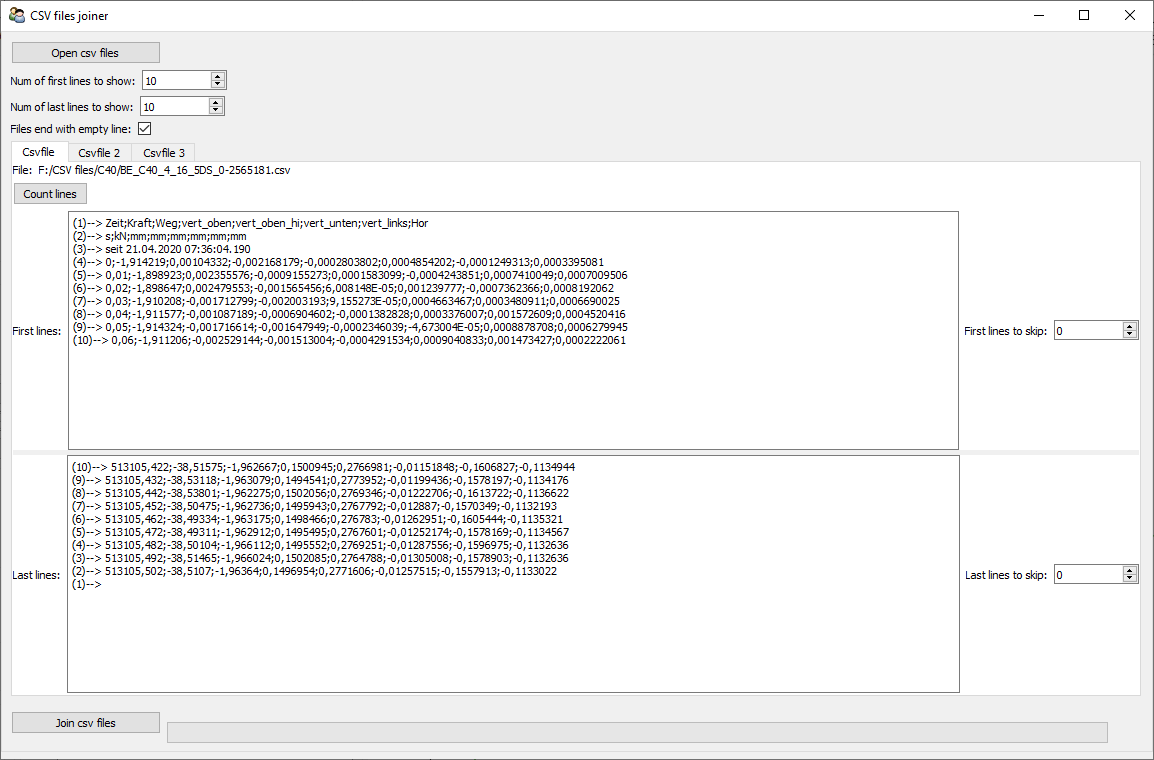 CSV files joiner
Open csv files
Num of first lines to show: 10
Num of last lines to show: 10
Files end with empty line:
Csvfile Csvfile 2 Csvfile 3
File: F:/CSV files/C40/BE_C40_4_16_5DS_0-2565181.csv
Count lines
First lines:
(1)--> Zeit;Kraft;Weg;vert_oben;vert_oben_hi;vert_unten;vert_links;Hor
(2)--> s;kN;mm;mm;mm;mm;mm;mm
(3)--> seit 21.04.2020 07:36:04.190
(4)--> 0;-1,914219;0,00104332;-0,002168179;-0,0002803802;0,0004854202;-0,0001249313;0,0003395081
(5)--> 0,01;-1,898923;0,002355576;-0,0009155273;0,0001583099;-0,0004243851;0,0007410049;0,0007009506
(6)--> 0,02;-1,898647;0,002479553;-0,001565456;6,008148E-05;0,001239777;-0,0007362366;0,0008192062
(7)--> 0,03;-1,910208;-0,001712799;-0,002003193;9,155273E-05;0,0004663467;0,0003480911;0,0006690025
(8)--> 0,04;-1,911577;-0,001087189;-0,0006904602;-0,0001382828;0,0003376007;0,001572609;0,0004520416
(9)--> 0,05;-1,914324;-0,001716614;-0,001647949;-0,0002346039;-4,673004E-05;0,0008878708;0,0006279945
(10)--> 0,06;-1,911206;-0,002529144;-0,001513004;-0,0004291534;0,0009040833;0,001473427;0,0002222061
First lines to skip: 0
Last lines:
(10)--> 513105,422;-38,51575;-1,962667;0,1500945;0,2766981;-0,01151848;-0,1606827;-0,1134944
(9)--> 513105,432;-38,53118;-1,963079;0,1494541;0,2773952;-0,01199436;-0,1578197;-0,1134176
(8)--> 513105,442;-38,53801;-1,962275;0,1502056;0,2769346;-0,01222706;-0,1613722;-0,1136622
(7)--> 513105,452;-38,50475;-1,962736;0,1495943;0,2767792;-0,012887;-0,1570349;-0,1132193
(6)--> 513105,462;-38,49334;-1,963175;0,1498466;0,276783;-0,01262951;-0,1605444;-0,1135321
(5)--> 513105,472;-38,49311;-1,962912;0,1495495;0,2767601;-0,01252174;-0,1578169;-0,1134567
(4)--> 513105,482;-38,50104;-1,966112;0,1495552;0,2769251;-0,01287556;-0,1596975;-0,1132636
(3)--> 513105,492;-38,51465;-1,966024;0,1502085;0,2764788;-0,01305008;-0,1578903;-0,1132636
(2)--> 513105,502;-38,5107;-1,96364;0,1496954;0,2771606;-0,01257515;-0,1557913;-0,1133022
(1)-->
Last lines to skip: 0
Join csv files